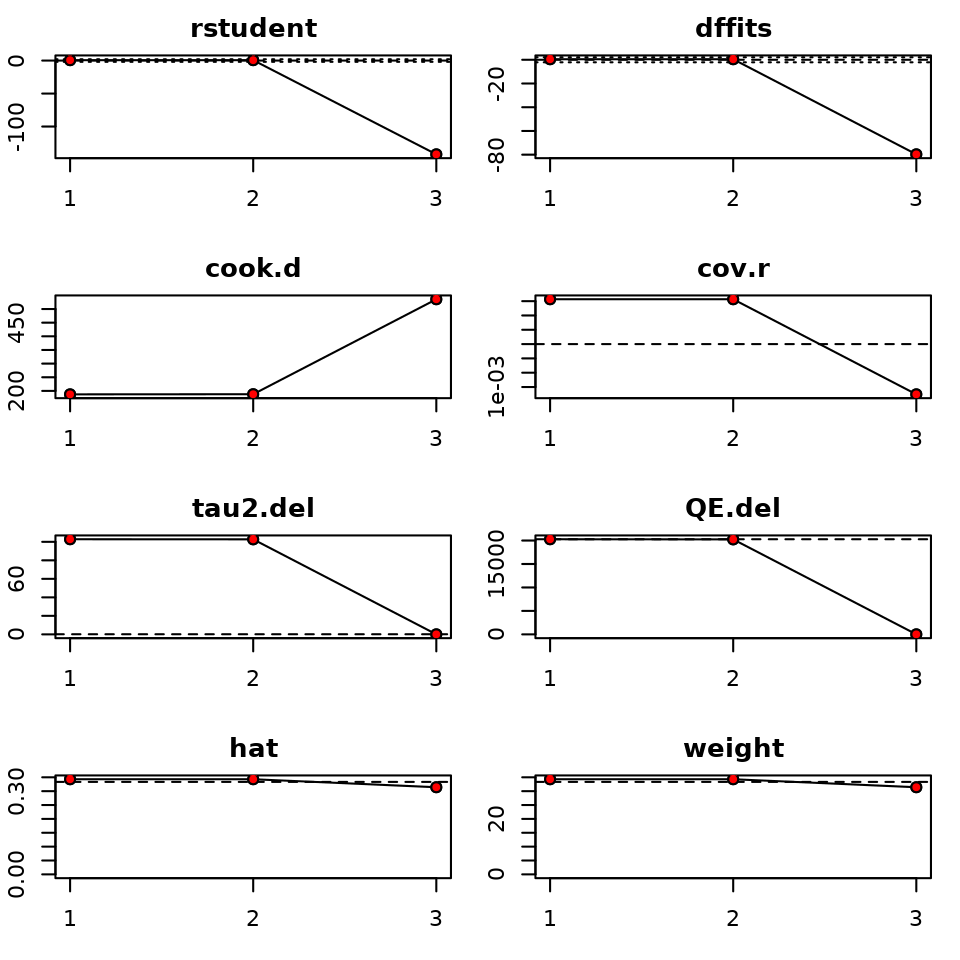 rstudent
0
-100
1 2 3
dffits
-20
-80
1 2 3
cook.d
450
200
1 2 3
cov.r
1e-03
1 2 3
tau2.del
60
0
1 2 3
QE.del
15000
0
1 2 3
hat
0.30
0.00
1 2 3
weight
20
0
1 2 3